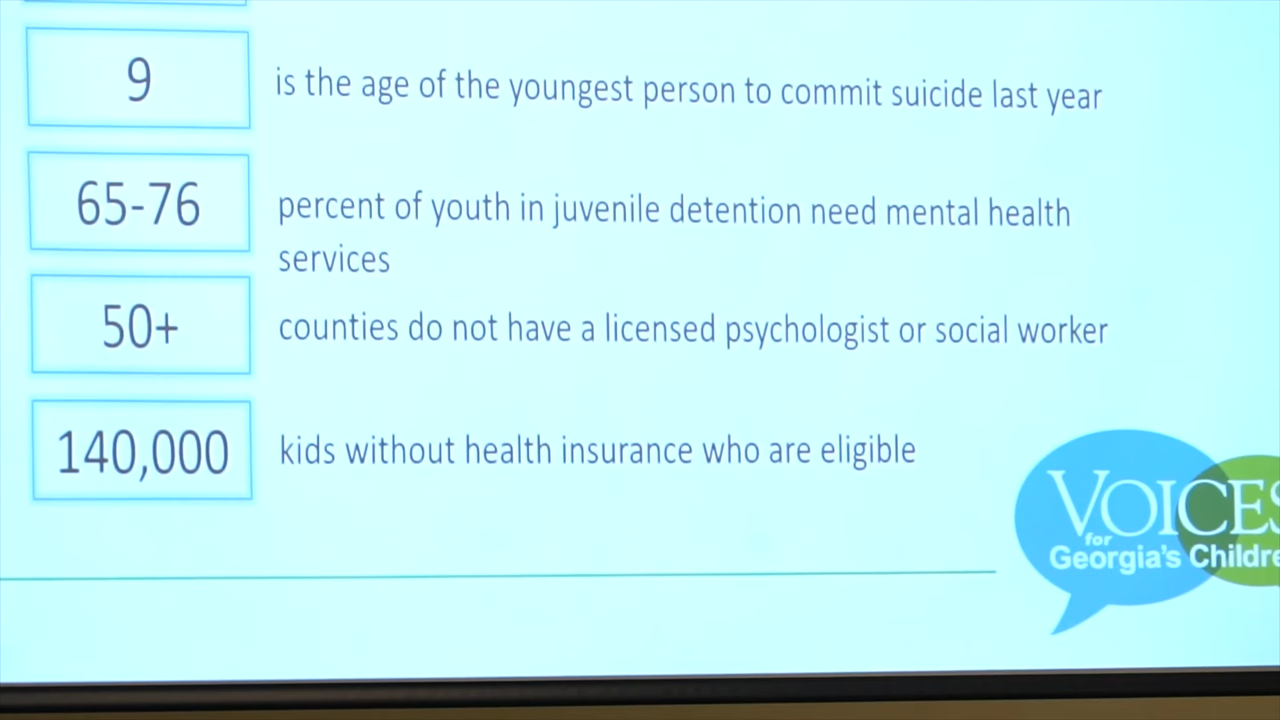 9
is the age of the youngest person to commit suicide last year
65-76
percent of youth in juvenile detention need mental health
services
50+
counties do not have a licensed psychologist or social worker
140,000
kids without health insurance who are eligible
VOICES
for
Georgia's Childre